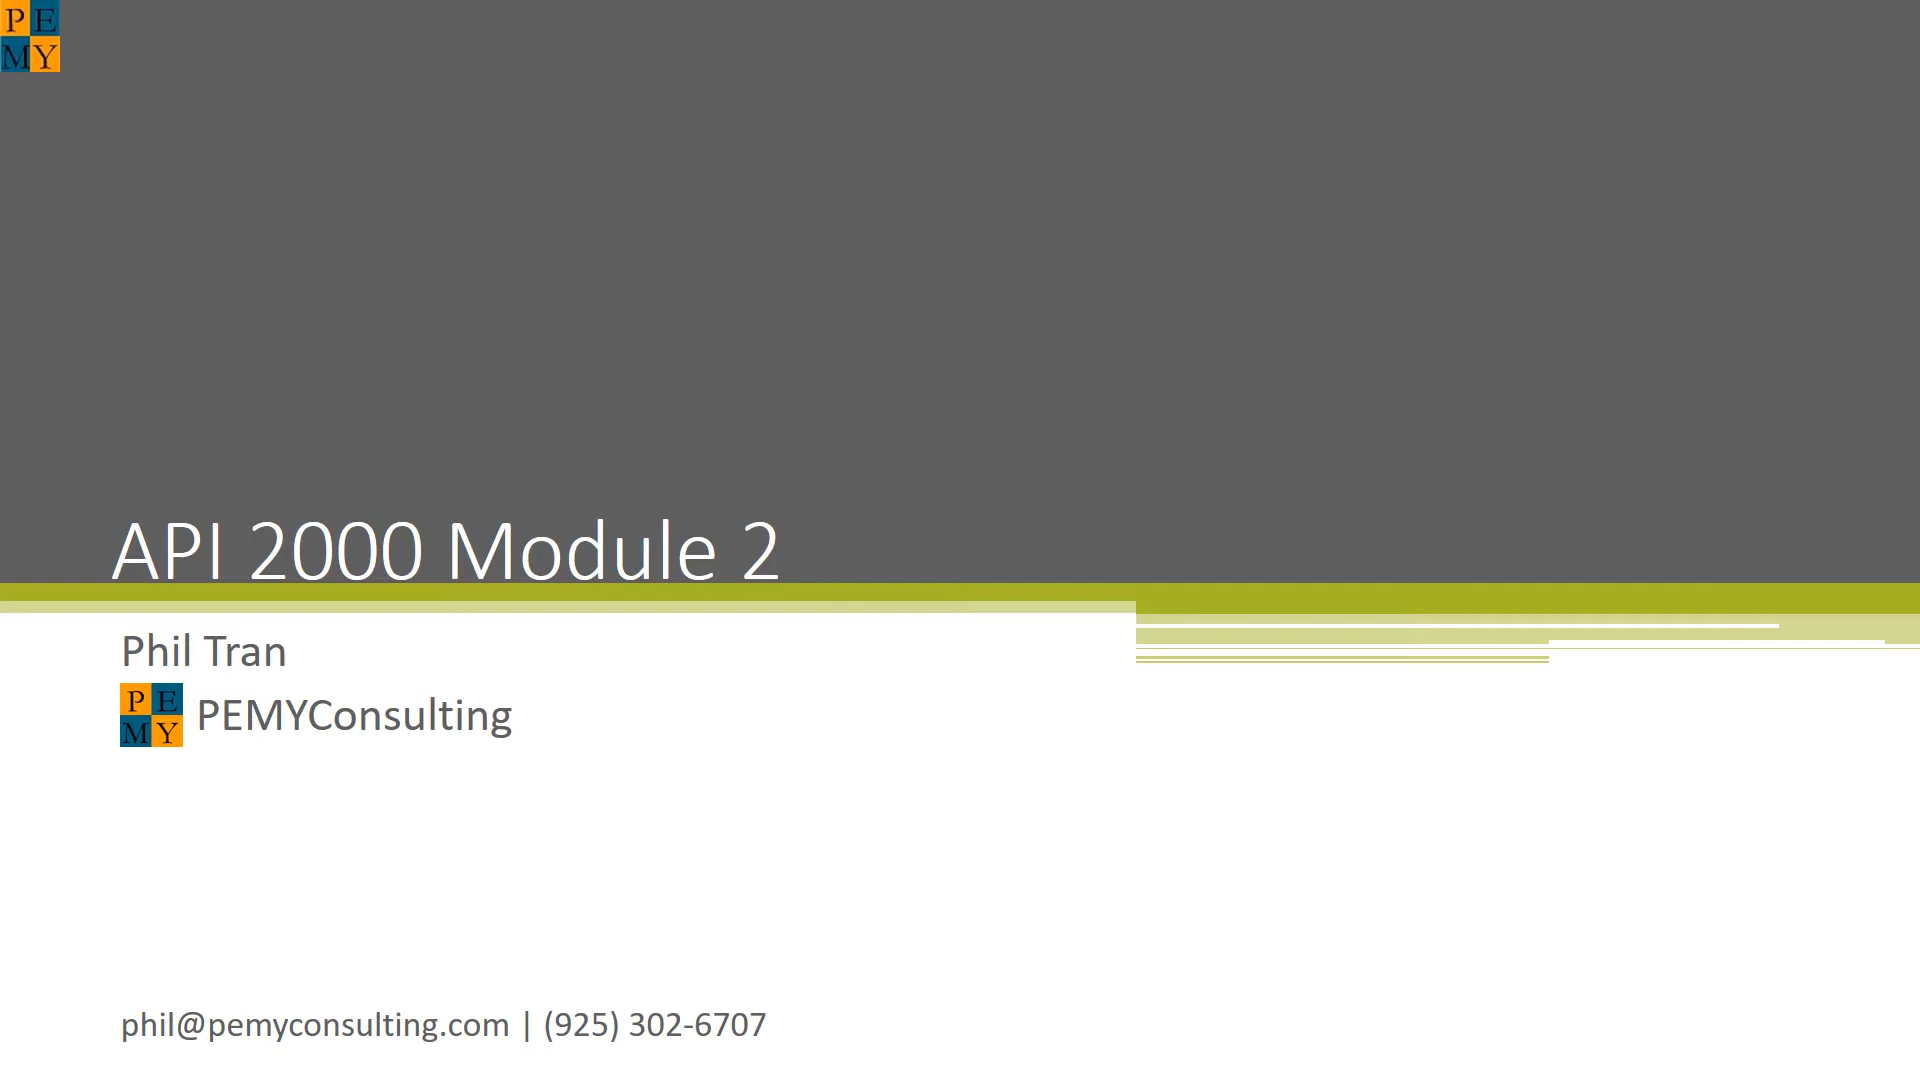 P E
M Y
API 2000 Module 2
Phil Tran
P E
M Y
PEMYConsulting
phil@pemyconsulting.com | (925) 302-6707